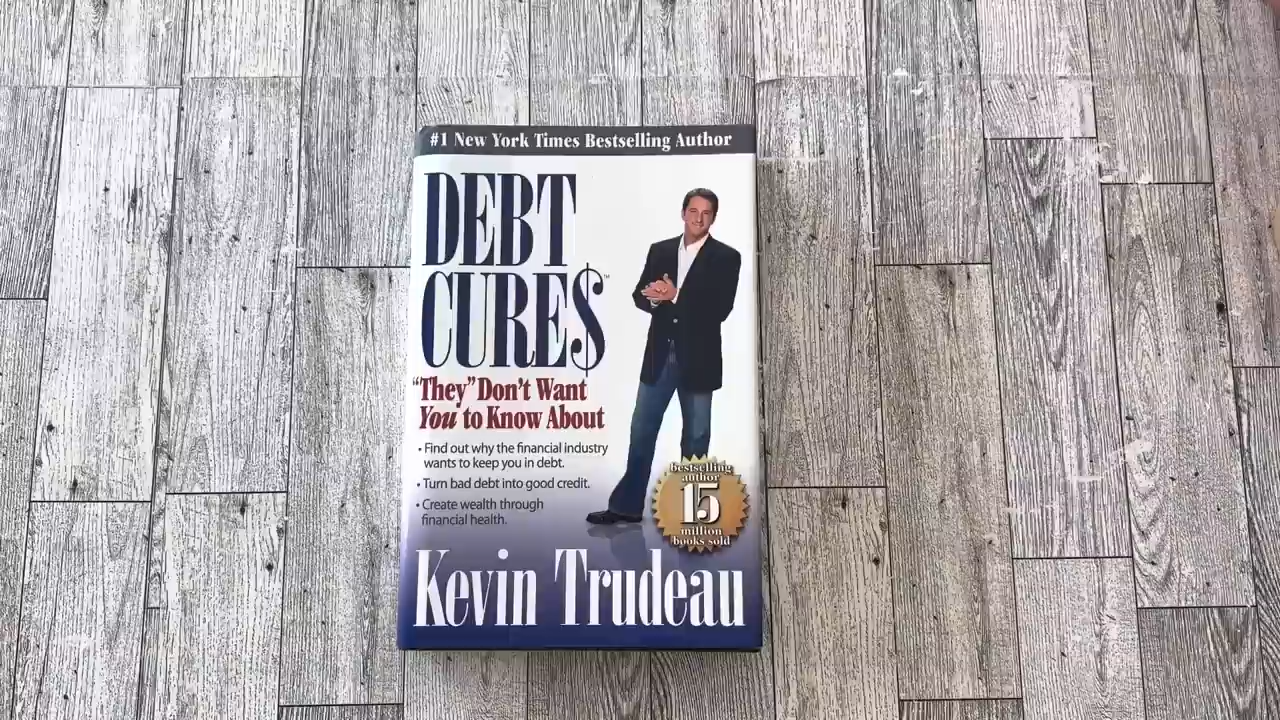 #1 New York Times Bestselling Author
DEBT
CURE$™
"They" Don't Want
You to Know About
• Find out why the financial industry
wants to keep you in debt.
• Turn bad debt into good credit.
• Create wealth through
financial health.
bestselling
author
15
million
books sold
Kevin Trudeau